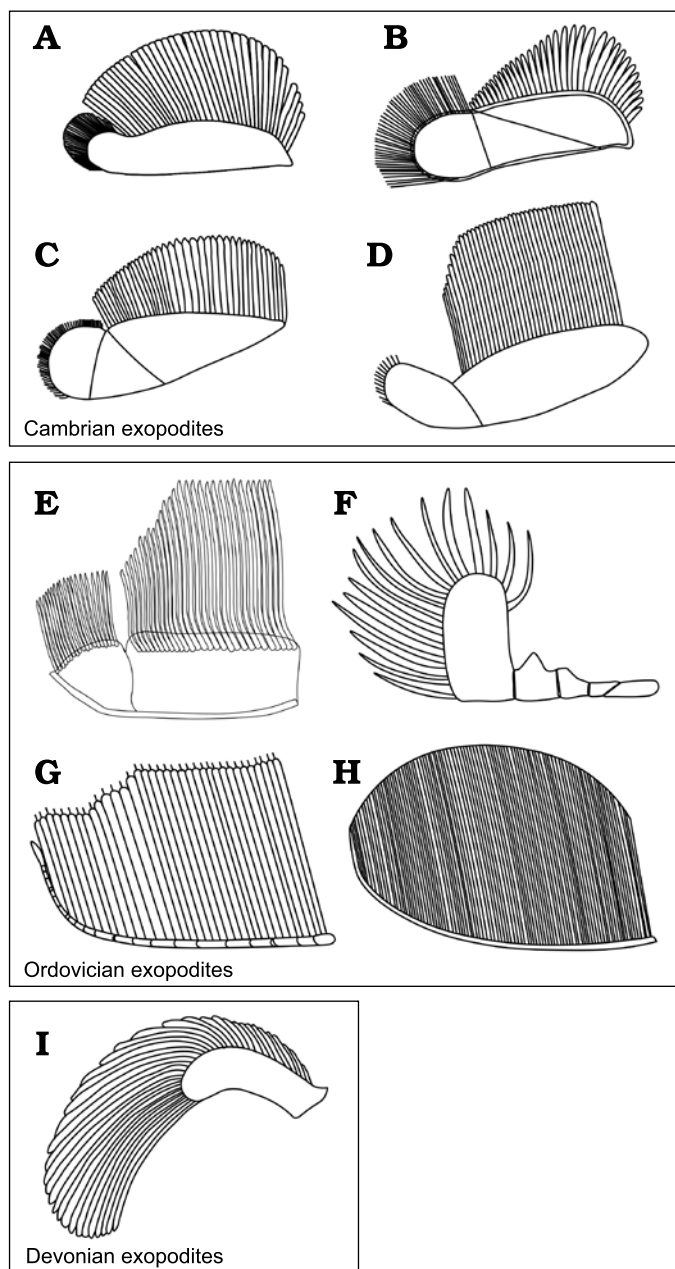 A
B
C
D
Cambrian exopodites
E
F
G
H
Ordovician exopodites
I
Devonian exopodites